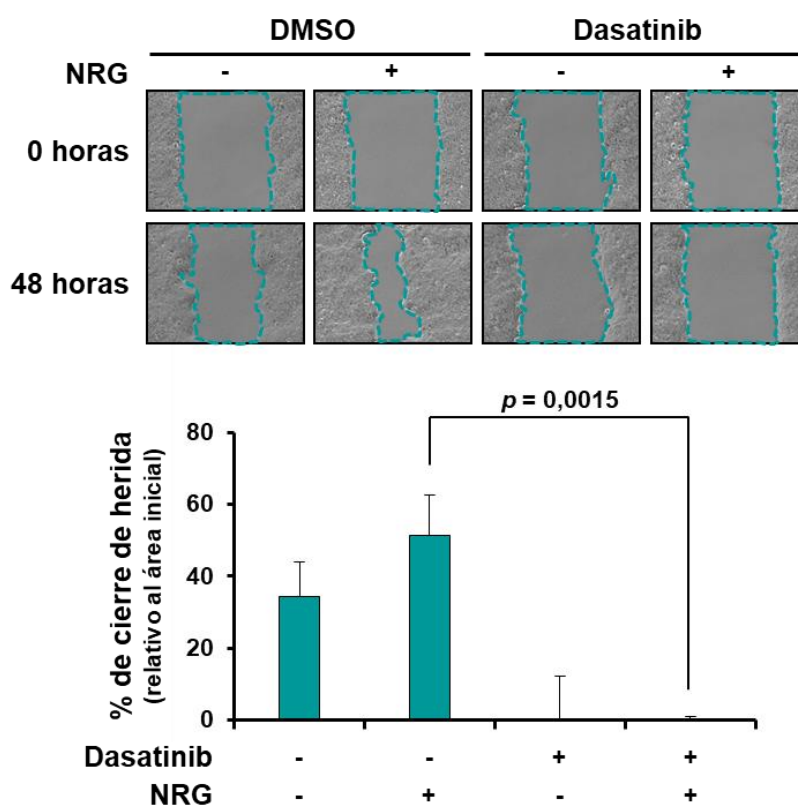 DMSO Dasatinib
NRG - + - +
0 horas
48 horas
p = 0,0015
% de cierre de herida
(relativo al área inicial)
80
60
40
20
0
Dasatinib - - + +
NRG - + - +